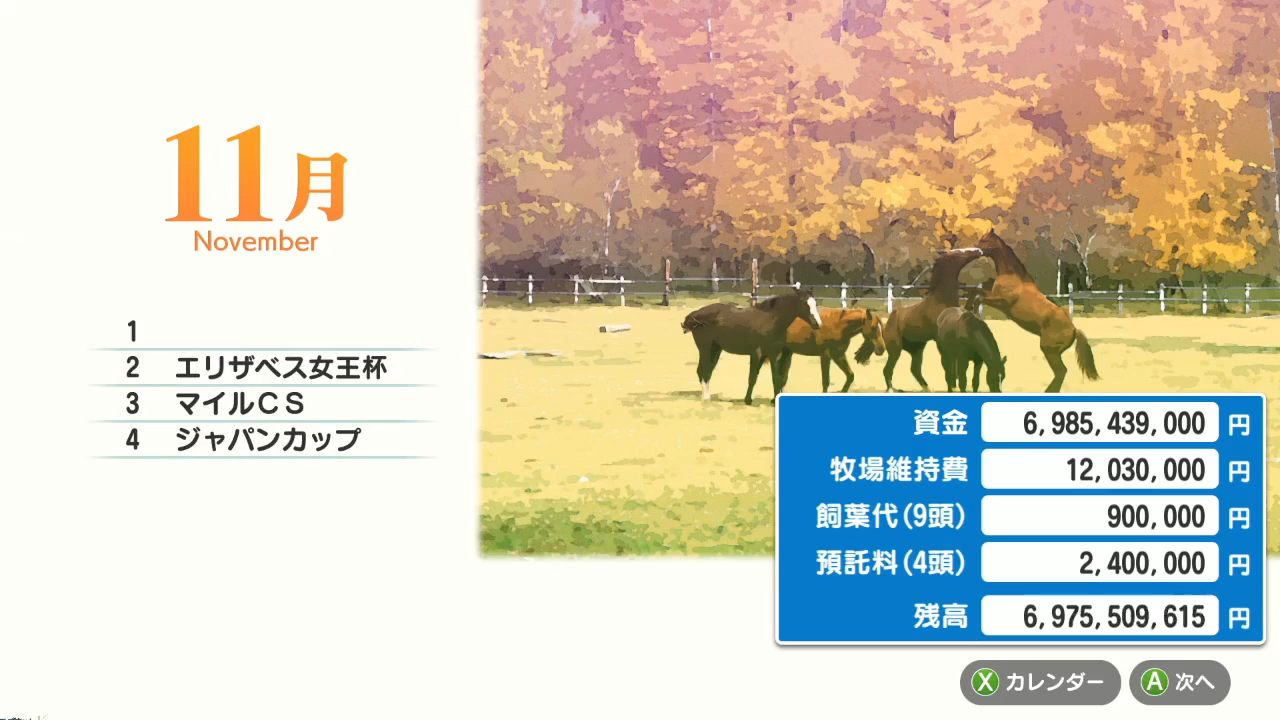 11月
November
1
2 エリザベス女王杯
3 マイルCS
4 ジャパンカップ
資金 6,985,439,000 円
牧場維持費 12,030,000 円
飼葉代(9頭) 900,000 円
預託料(4頭) 2,400,000 円
残高 6,975,509,615 円
X カレンダー A 次へ